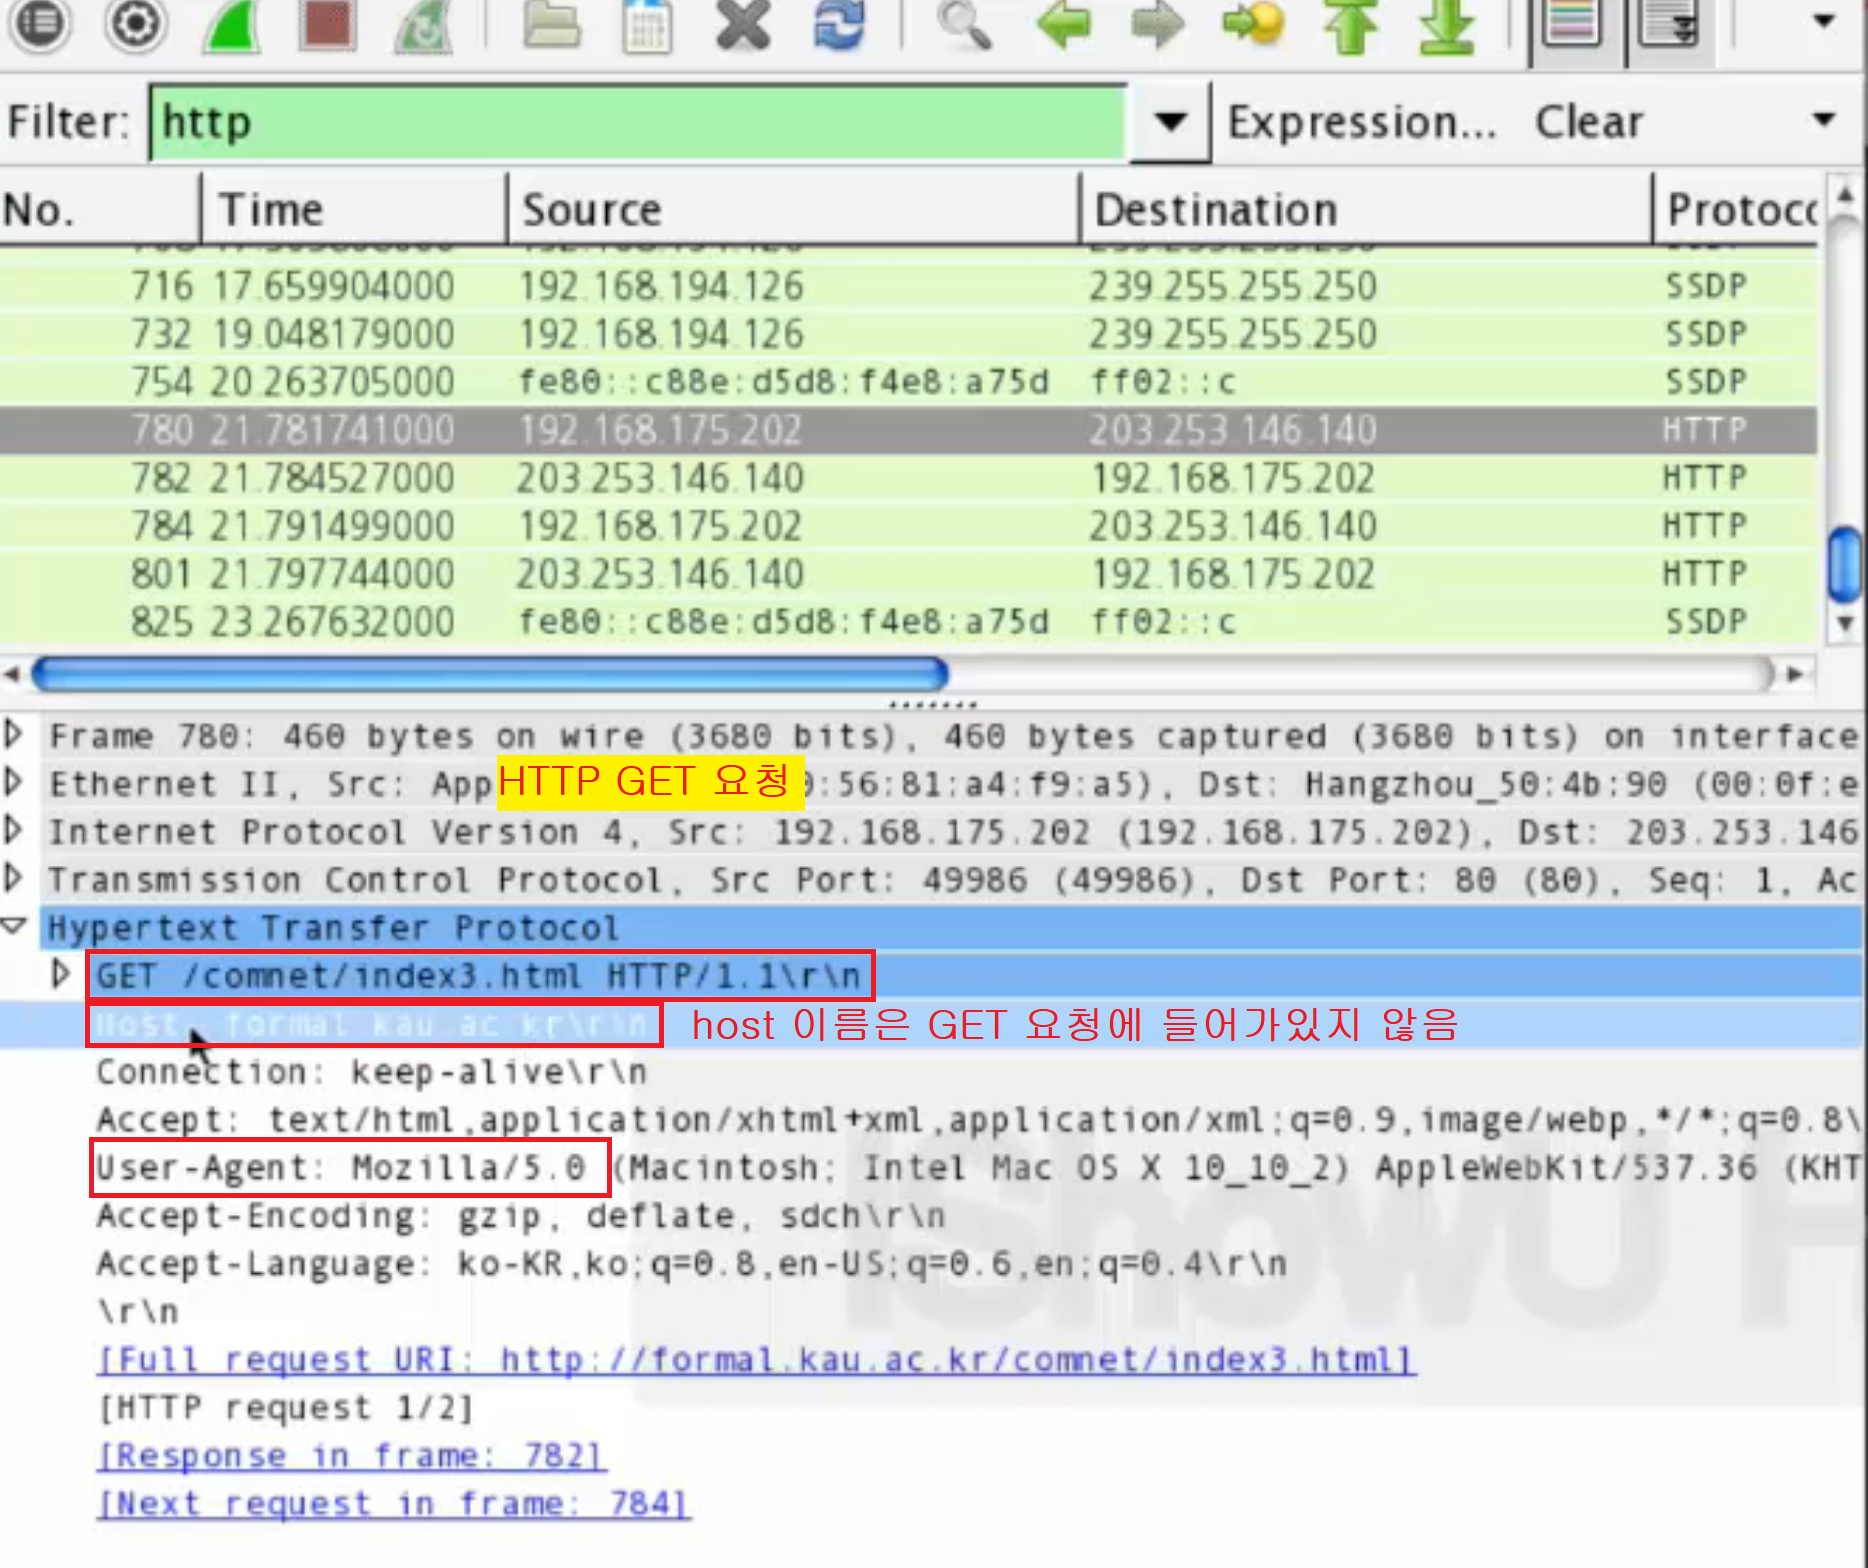 Filter: http Expression... Clear
No. Time Source Destination Protoco
716 17.659904000 192.168.194.126 239.255.255.250 SSDP
732 19.048179000 192.168.194.126 239.255.255.250 SSDP
754 20.263705000 fe80::c88e:d5d8:f4e8:a75d ff02::c SSDP
780 21.781741000 192.168.175.202 203.253.146.140 HTTP
782 21.784527000 203.253.146.140 192.168.175.202 HTTP
784 21.791499000 192.168.175.202 203.253.146.140 HTTP
801 21.797744000 203.253.146.140 192.168.175.202 HTTP
825 23.267632000 fe80::c88e:d5d8:f4e8:a75d ff02::c SSDP
Frame 780: 460 bytes on wire (3680 bits), 460 bytes captured (3680 bits) on interface
Ethernet II, Src: App HTTP GET 요청 :56:81:a4:f9:a5), Dst: Hangzhou_50:4b:90 (00:0f:e
Internet Protocol Version 4, Src: 192.168.175.202 (192.168.175.202), Dst: 203.253.146
Transmission Control Protocol, Src Port: 49986 (49986), Dst Port: 80 (80), Seq: 1, Ac
Hypertext Transfer Protocol
GET /comnet/index3.html HTTP/1.1\r\n
Host: formal.kau.ac.kr\r\n host 이름은 GET 요청에 들어가있지 않음
Connection: keep-alive\r\n
Accept: text/html,application/xhtml+xml,application/xml;q=0.9,image/webp,*/*;q=0.8\
User-Agent: Mozilla/5.0 (Macintosh; Intel Mac OS X 10_10_2) AppleWebKit/537.36 (KHT
Accept-Encoding: gzip, deflate, sdch\r\n
Accept-Language: ko-KR,ko;q=0.8,en-US;q=0.6,en;q=0.4\r\n
\r\n
[Full request URI: http://formal.kau.ac.kr/comnet/index3.html]
[HTTP request 1/2]
[Response in frame: 782]
[Next request in frame: 784]
iShowU H